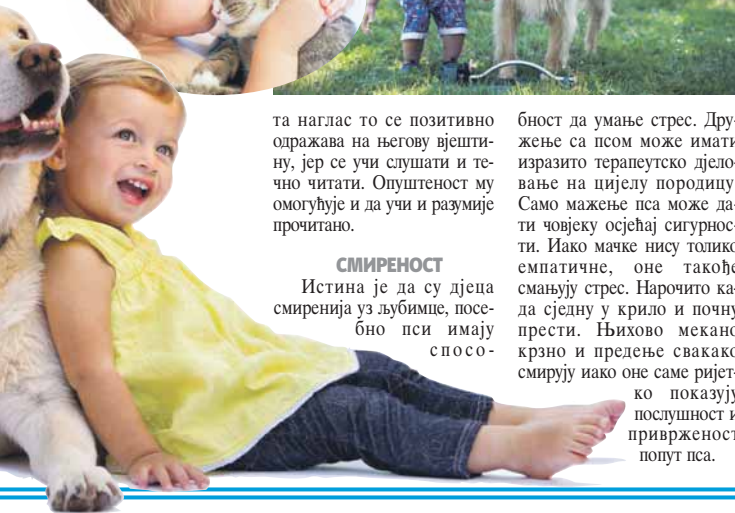 та наглас то се позитивно
одражава на његову вјешти-
ну, јер се учи слушати и те-
чно читати. Опуштеност му
омогућује и да учи и разумије
прочитано.
СМИРЕНОСТ
Истина је да су дјеца
смиренија уз љубимце, посе-
бно пси имају
спосо-
бност да умање стрес. Дру-
жење са псом може имати
изразито терапеутско дјело-
вање на цијелу породицу.
Само мажење пса може да-
ти човјеку осјећај сигурнос-
ти. Иако мачке нису толико
емпатичне, оне такође
смањују стрес. Нарочито ка-
да сједну у крило и почну
прести. Њихово мекано
крзно и предење свакако
смирују иако оне саме ријет-
ко показују
послушност и
приврженост
попут пса.